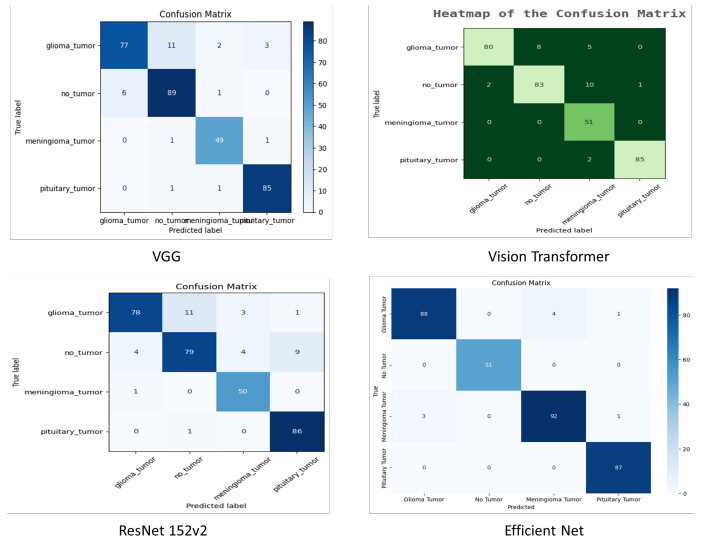 Confusion Matrix
glioma_tumor 77 11 2 3
no_tumor 6 89 1 0
meningioma_tumor 0 1 49 1
pituitary_tumor 0 1 1 85
glioma_tumor no_tumor meningioma_tumor pituitary_tumor
Predicted label
True label
80
70
60
50
40
30
20
10
0
VGG
Heatmap of the Confusion Matrix
glioma_tumor 80 8 5 0
no_tumor 2 83 10 1
meningioma_tumor 0 0 51 0
pituitary_tumor 0 0 2 85
glioma_tumor no_tumor meningioma_tumor pituitary_tumor
Predicted label
True label
Vision Transformer
Confusion Matrix
glioma_tumor 78 11 3 1
no_tumor 4 79 4 9
meningioma_tumor 1 0 50 0
pituitary_tumor 0 1 0 86
glioma_tumor no_tumor meningioma_tumor pituitary_tumor
Predicted label
True label
ResNet 152v2
Confusion Matrix
Glioma Tumor 88 0 4 1
No Tumor 0 51 0 0
Meningioma Tumor 3 0 92 1
Pituitary Tumor 0 0 0 87
Glioma Tumor No Tumor Meningioma Tumor Pituitary Tumor
Predicted
True
80
60
40
20
0
Efficient Net